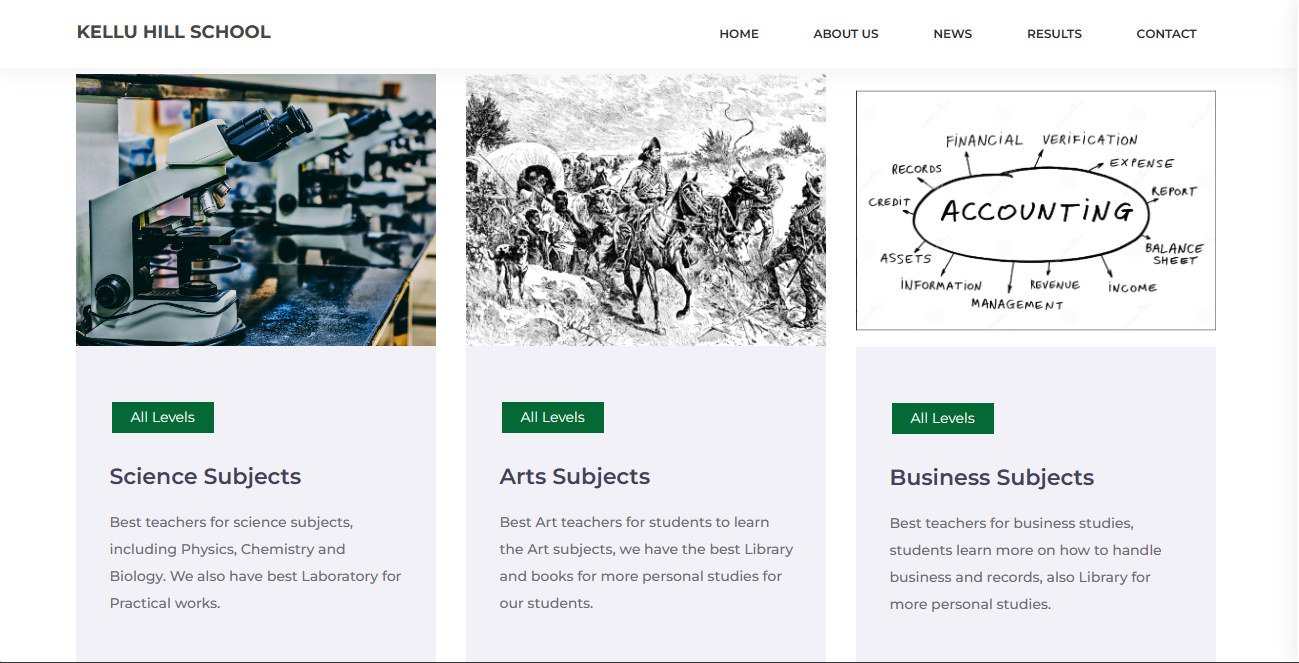 KELLU HILL SCHOOL
HOME ABOUT US NEWS RESULTS CONTACT
FINANCIAL VERIFICATION
RECORDS EXPENSE
CREDIT REPORT
ACCOUNTING
ASSETS BALANCE
SHEET
INFORMATION REVENUE INCOME
MANAGEMENT
All Levels
Science Subjects
Best teachers for science subjects,
including Physics, Chemistry and
Biology. We also have best Laboratory for
Practical works.
All Levels
Arts Subjects
Best Art teachers for students to learn
the Art subjects, we have the best Library
and books for more personal studies for
our students.
All Levels
Business Subjects
Best teachers for business studies,
students learn more on how to handle
business and records, also Library for
more personal studies.